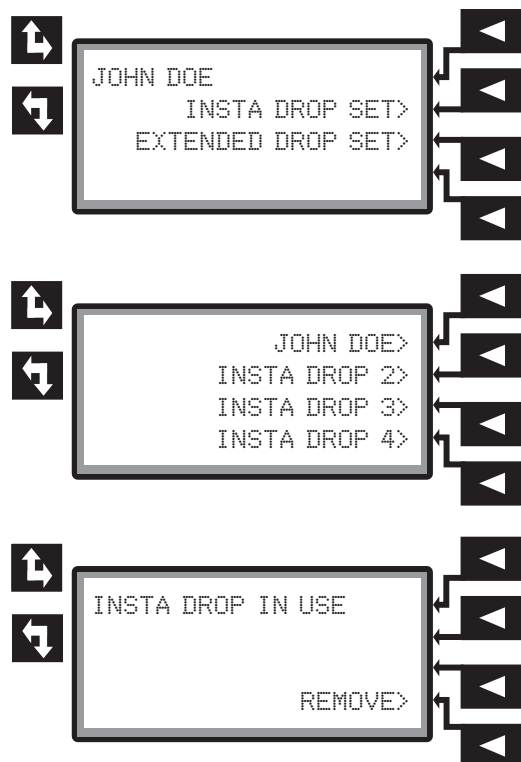 JOHN DOE
INSTA DROP SET>
EXTENDED DROP SET>
JOHN DOE>
INSTA DROP 2>
INSTA DROP 3>
INSTA DROP 4>
INSTA DROP IN USE
REMOVE>